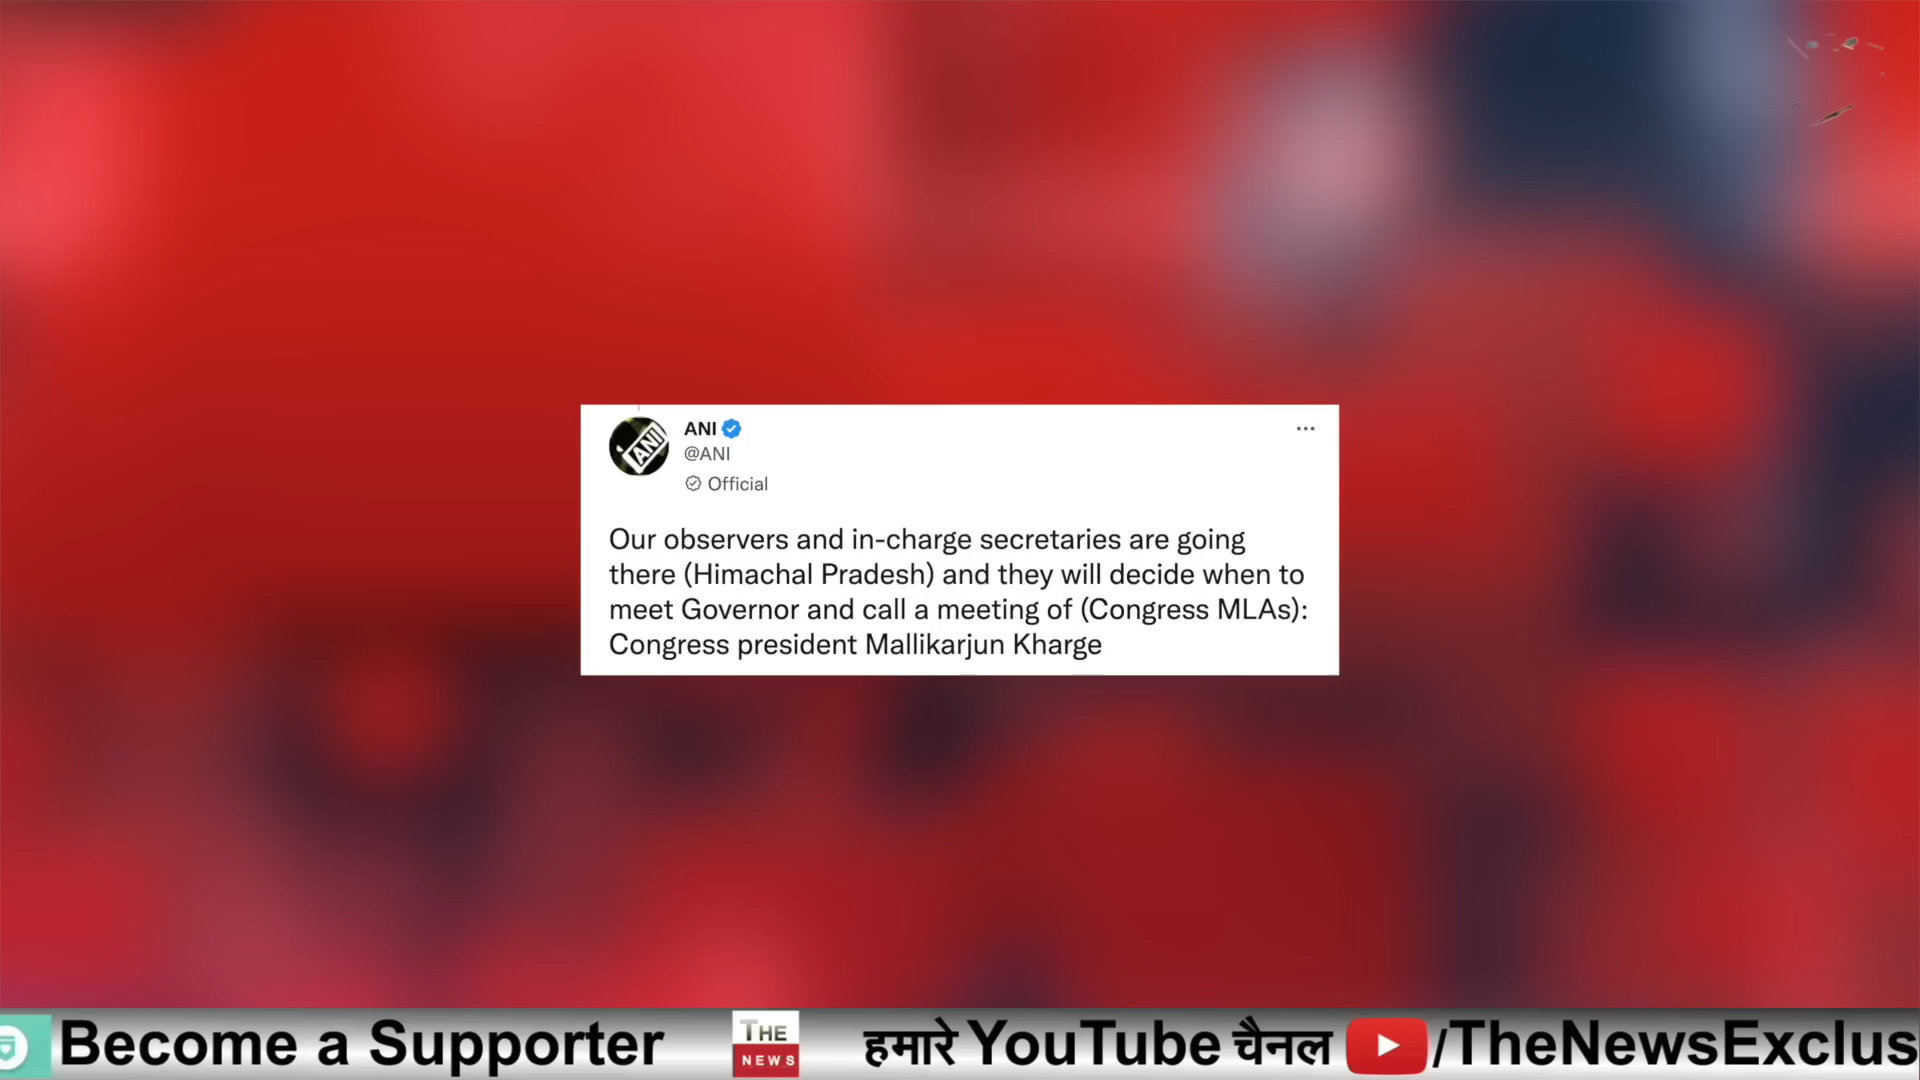 ANI
ANI
@ANI
Official
Our observers and in-charge secretaries are going
there (Himachal Pradesh) and they will decide when to
meet Governor and call a meeting of (Congress MLAs):
Congress president Mallikarjun Kharge
Become a Supporter THE NEWS हमारे YouTube चैनल /TheNewsExclus